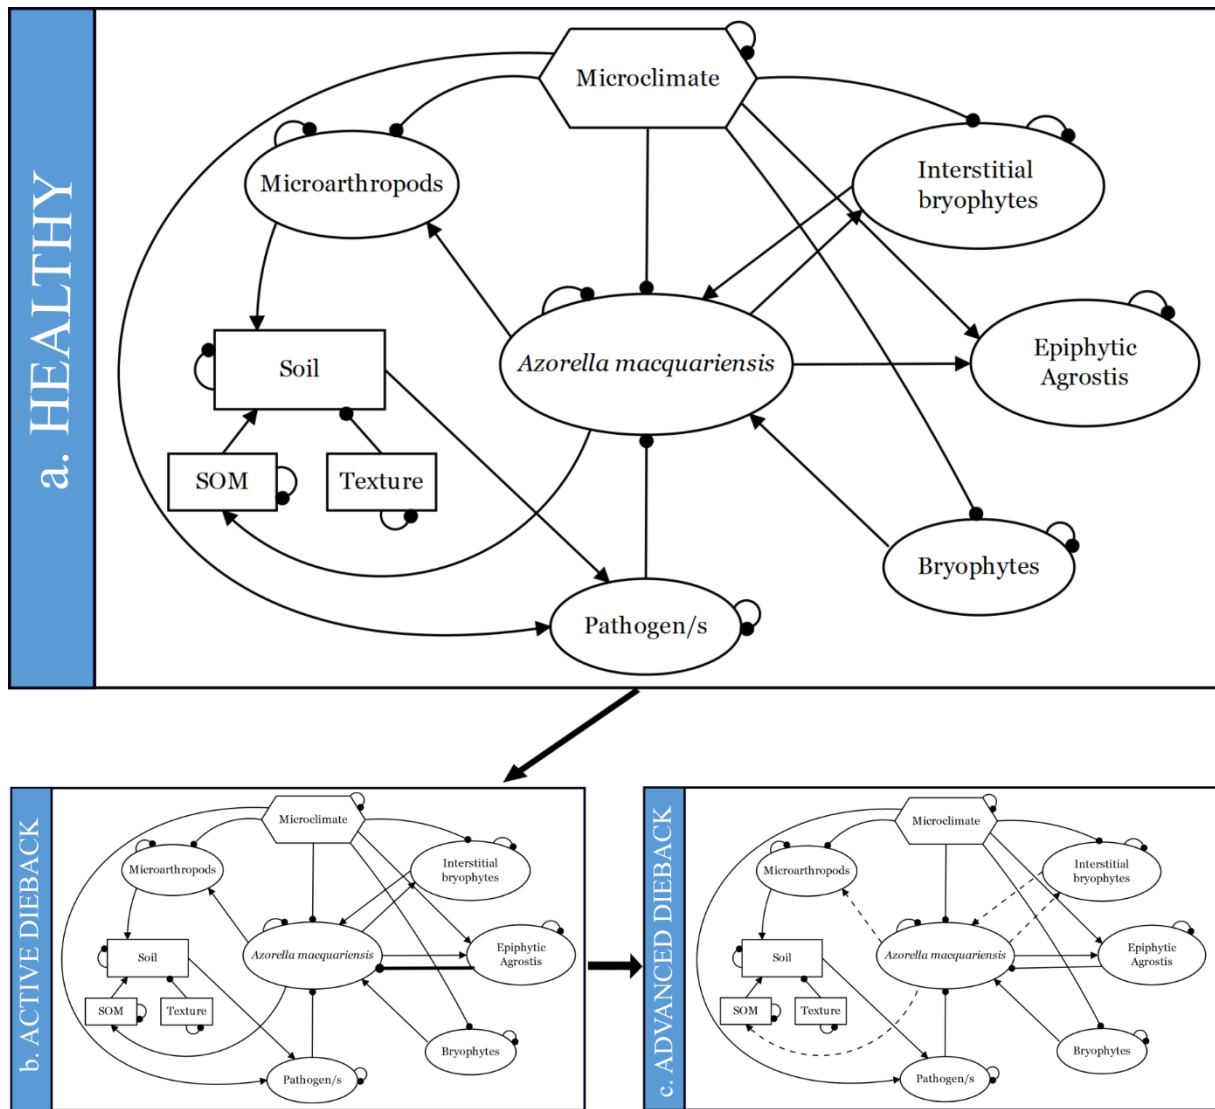 a. HEALTHY
Microclimate
Microarthropods
Interstitial
bryophytes
Soil
Azorella macquariensis
Epiphytic
Agrostis
SOM
Texture
Bryophytes
Pathogen/s
b. ACTIVE DIEBACK
Microclimate
Microarthropods
Interstitial
bryophytes
Soil
Azorella macquariensis
Epiphytic
Agrostis
SOM
Texture
Bryophytes
Pathogen/s
c. ADVANCED DIEBACK
Microclimate
Microarthropods
Interstitial
bryophytes
Soil
Azorella macquariensis
Epiphytic
Agrostis
SOM
Texture
Bryophytes
Pathogen/s